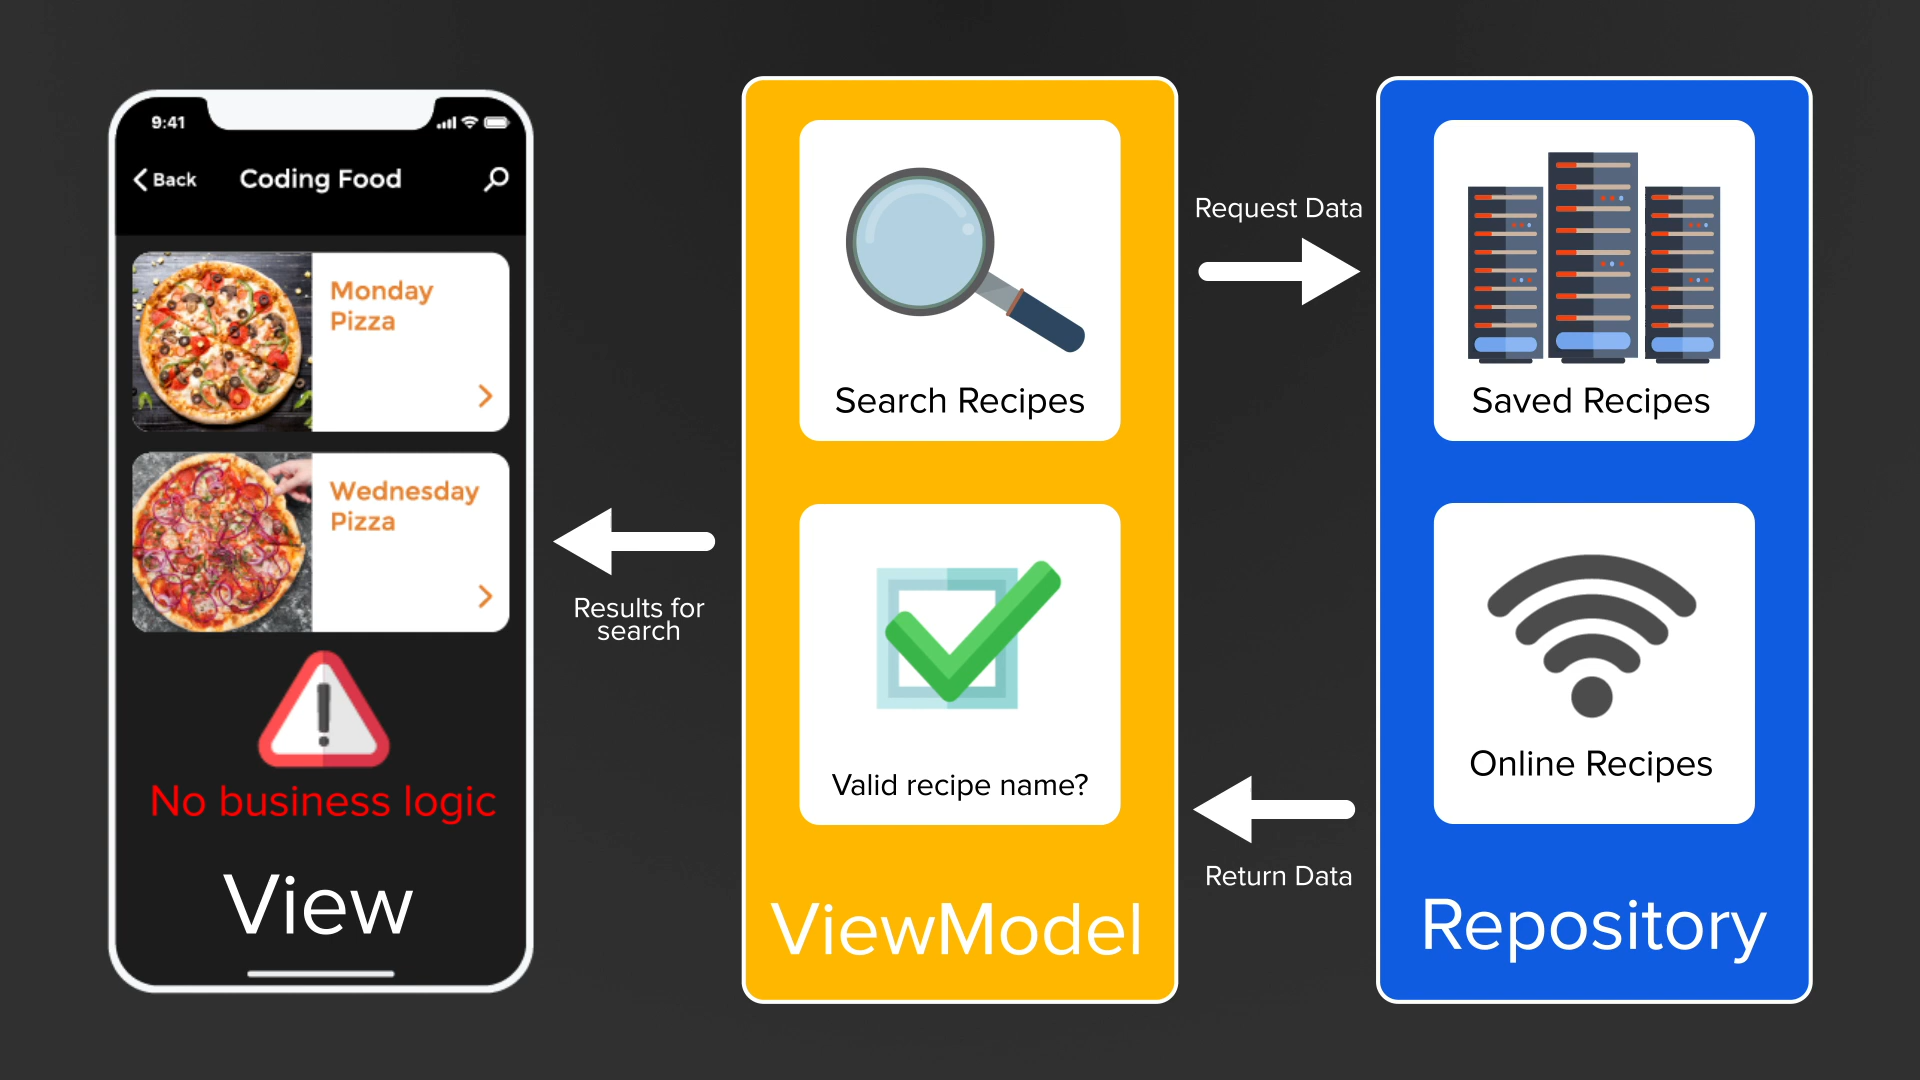 9:41
Back
Coding Food
Monday
Pizza
Wednesday
Pizza
No business logic
View
Results for
search
Search Recipes
Valid recipe name?
ViewModel
Request Data
Return Data
Saved Recipes
Online Recipes
Repository